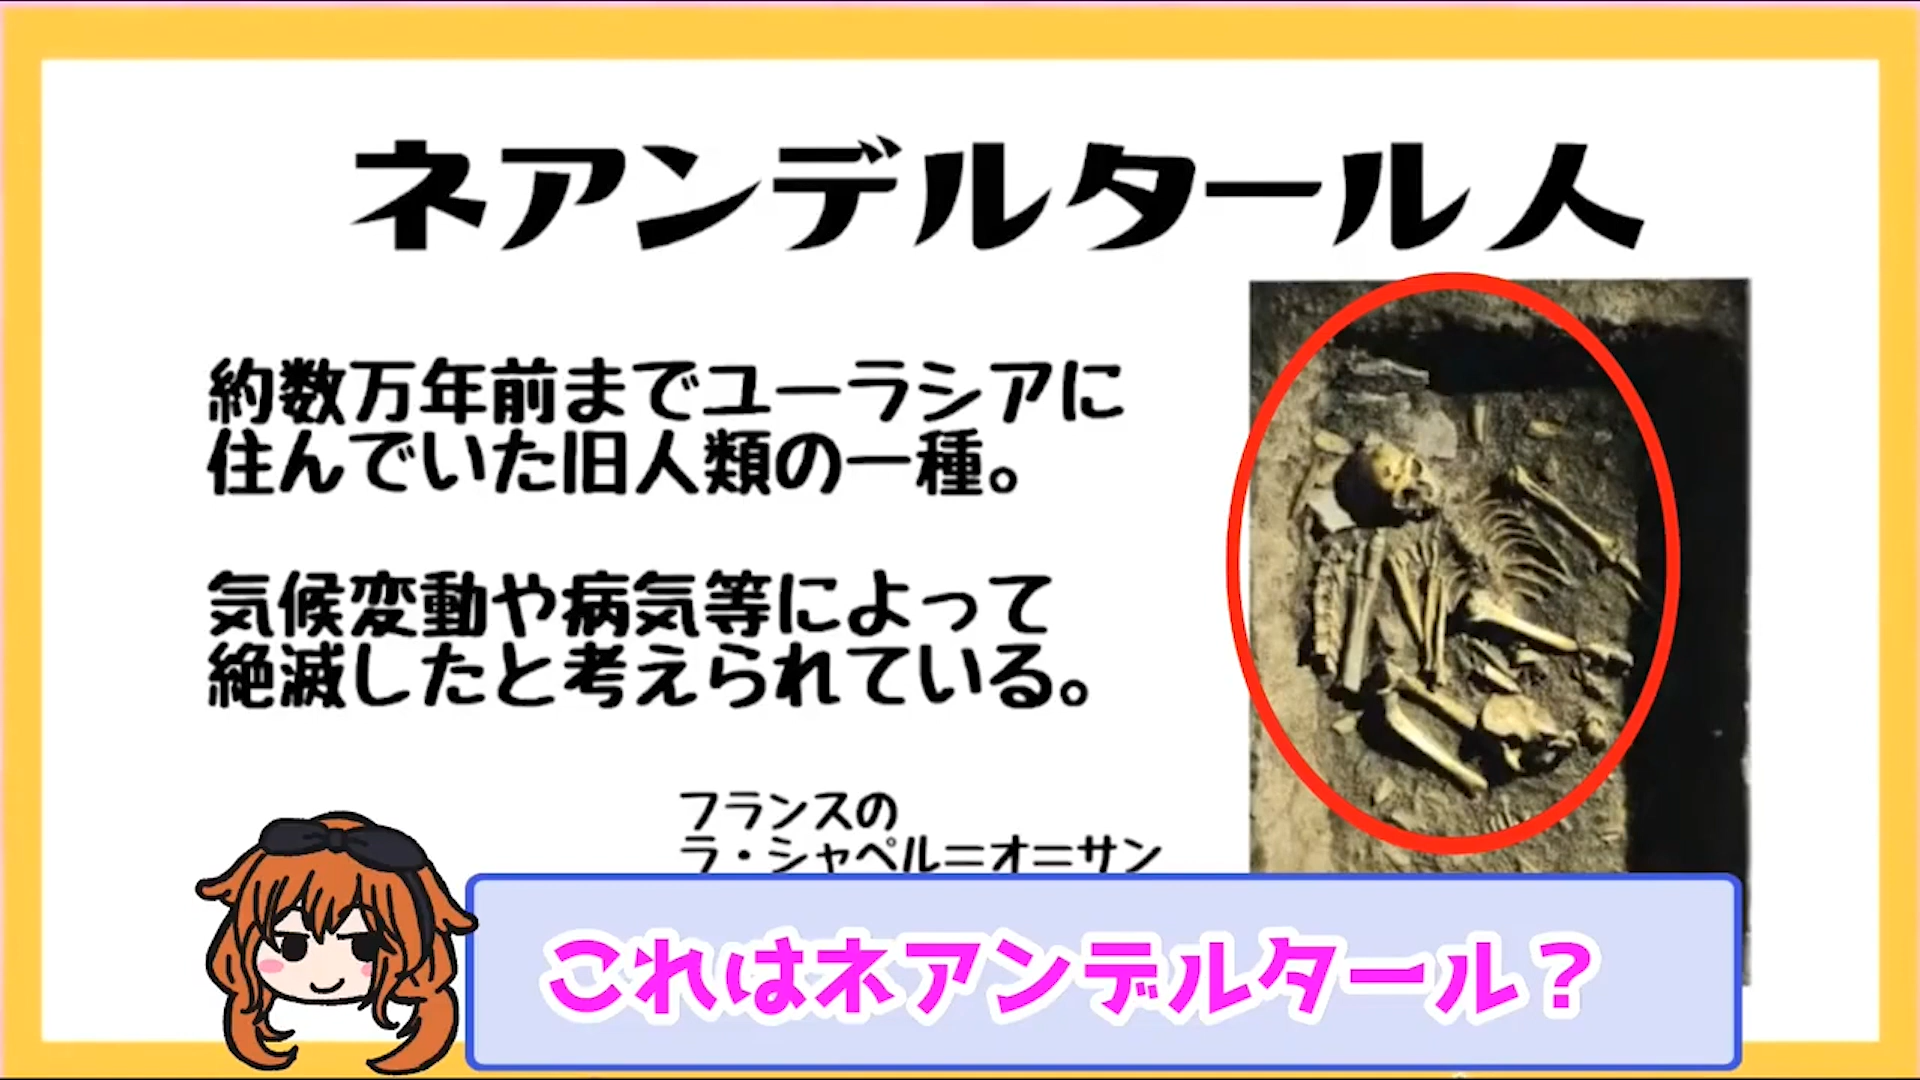 ネアンデルタール人
約数万年前までユーラシアに
住んでいた旧人類の一種。
気候変動や病気等によって
絶滅したと考えられている。
フランスの
ラ・シャペル＝オ＝サン
これはネアンデルタール？